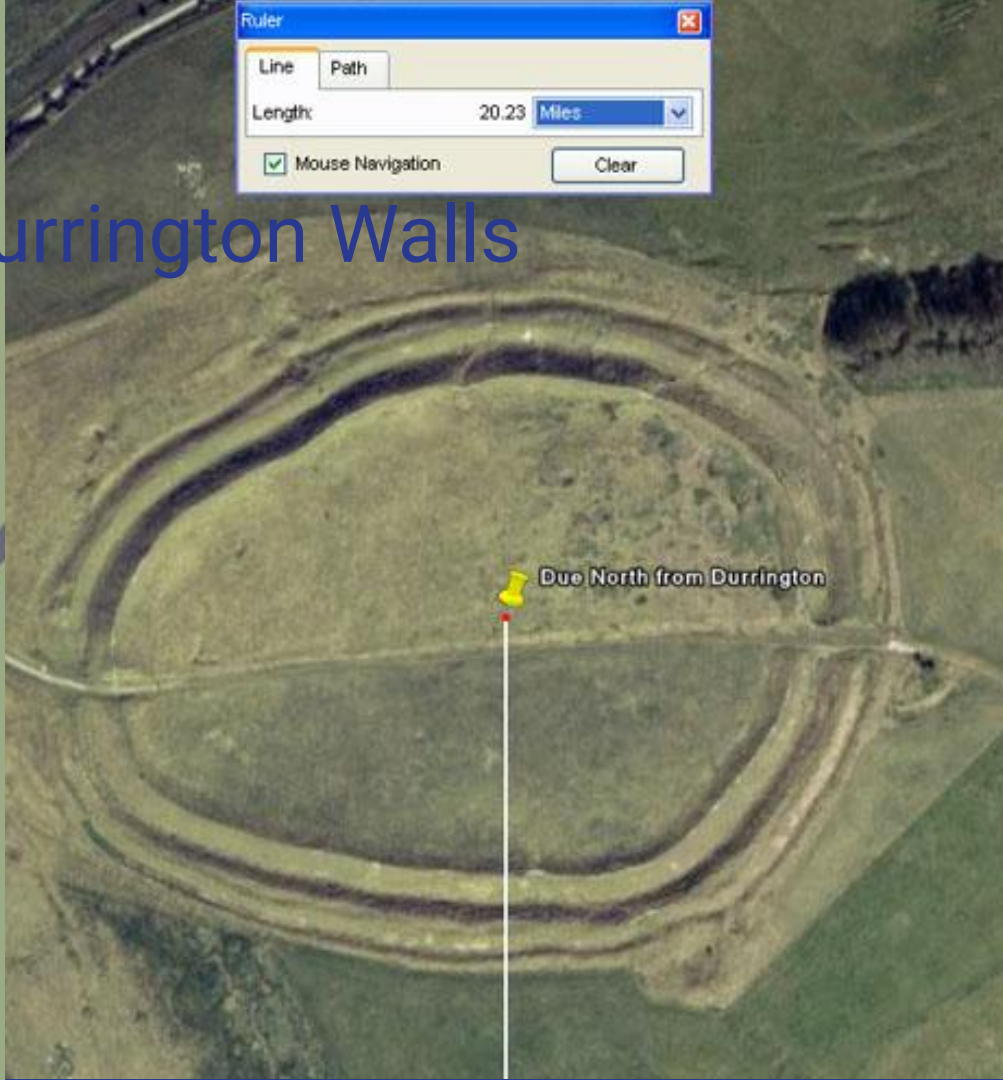 Ruler
Line Path
Length: 20.23 Miles
Mouse Navigation Clear
urrington Walls
Due North from Durrington